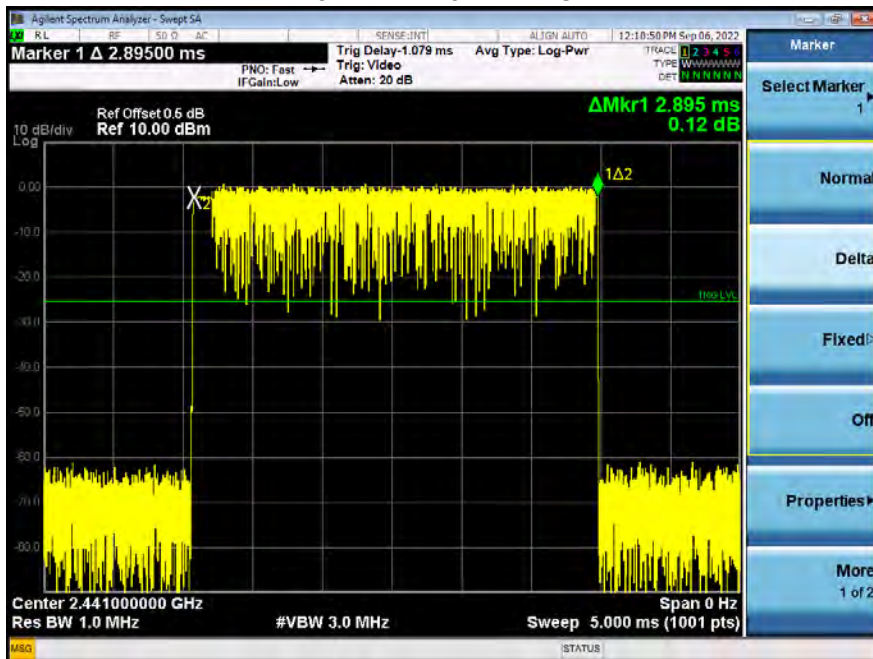 Agilent Spectrum Analyzer - Swept SA
RL RF 50 Ω AC SENSE:INT ALIGN AUTO 12:10:50 PM Sep 06, 2022
Marker 1 Δ 2.89500 ms
PNO: Fast
IFGain:Low
Trig Delay-1.079 ms
Trig: Video
Atten: 20 dB
Avg Type: Log-Pwr
TRACE 1 2 3 4 5 6
TYPE WWWWWW
DET N N N N N N
Marker
Select Marker
1
Ref Offset 0.6 dB
10 dB/div Ref 10.00 dBm
Log
ΔMkr1 2.895 ms
0.12 dB
1Δ2
2
0.00
-10.0
-20.0
TRIG LVL
-30.0
-40.0
-50.0
-60.0
-70.0
-80.0
Normal
Delta
Fixed
Off
Properties
More
1 of 2
Center 2.441000000 GHz Span 0 Hz
Res BW 1.0 MHz #VBW 3.0 MHz Sweep 5.000 ms (1001 pts)
MSG STATUS